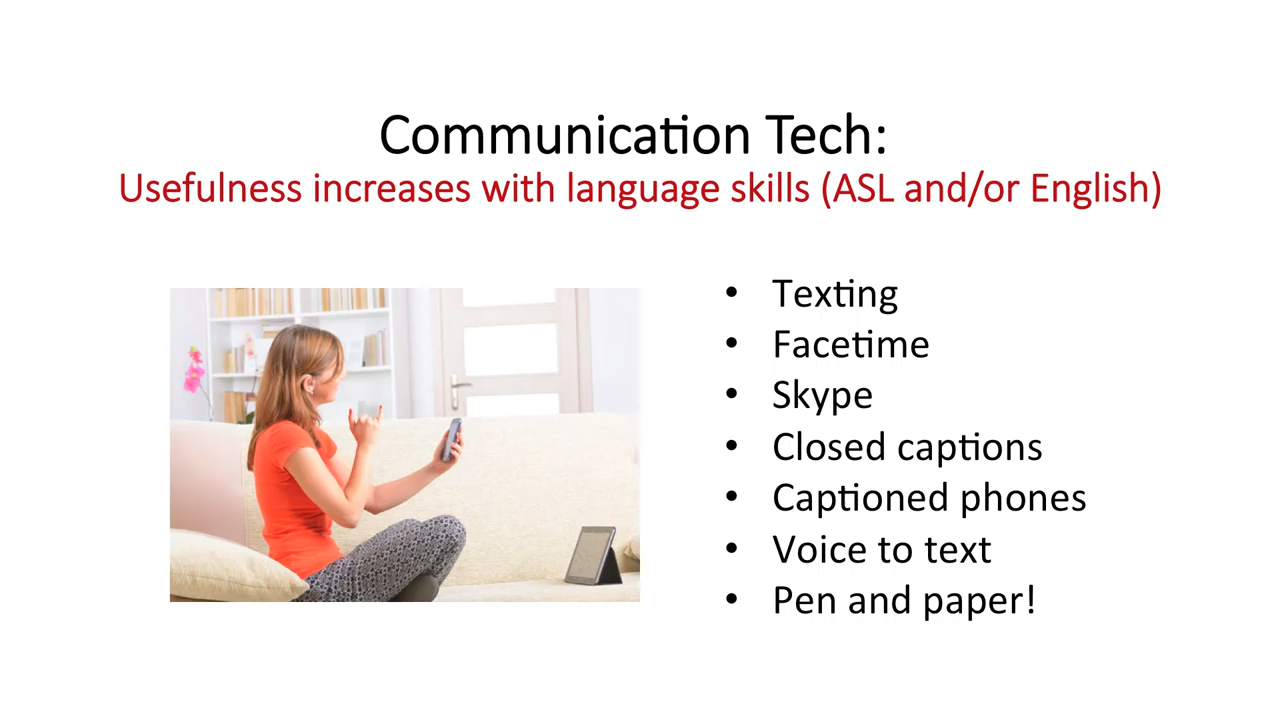 Communication Tech:
Usefulness increases with language skills (ASL and/or English)
• Texting
• Facetime
• Skype
• Closed captions
• Captioned phones
• Voice to text
• Pen and paper!